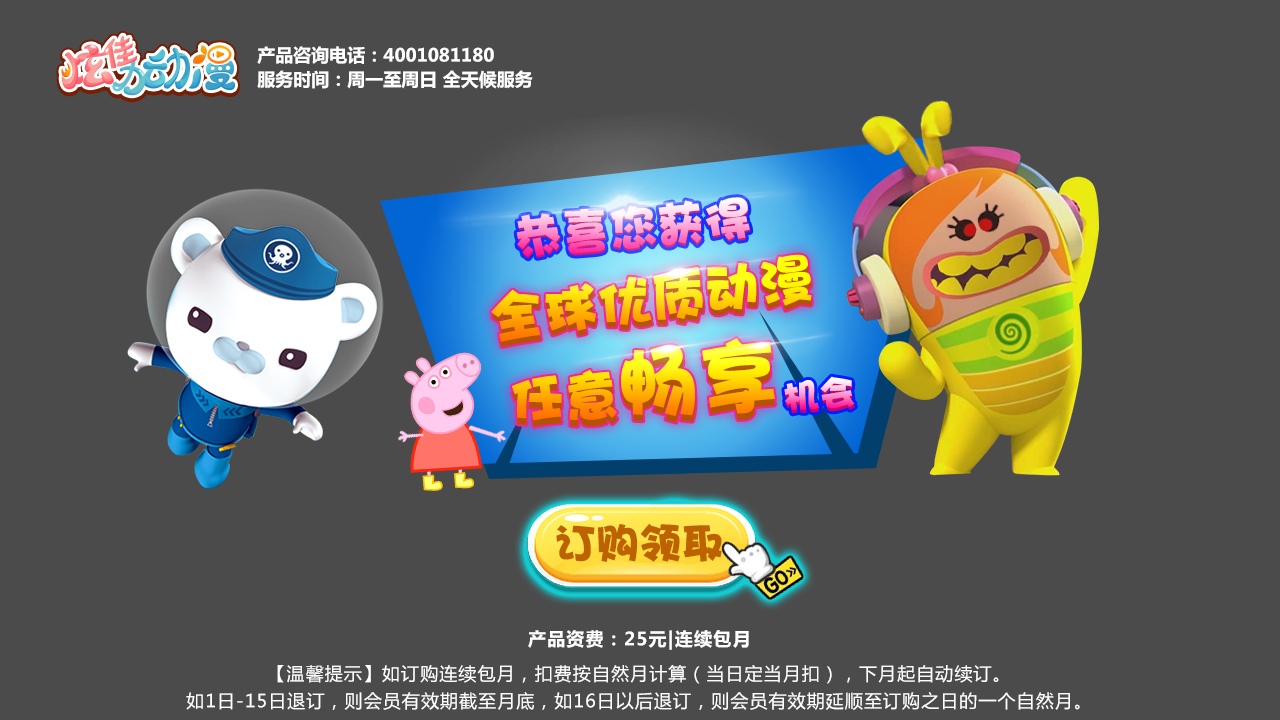 炫佳动漫
产品咨询电话：4001081180
服务时间：周一至周日 全天候服务
恭喜您获得
全球优质动漫
任意畅享机会
订购领取
GO»
产品资费：25元|连续包月
【温馨提示】如订购连续包月，扣费按自然月计算（当日定当月扣），下月起自动续订。
如1日-15日退订，则会员有效期截至月底，如16日以后退订，则会员有效期延顺至订购之日的一个自然月。